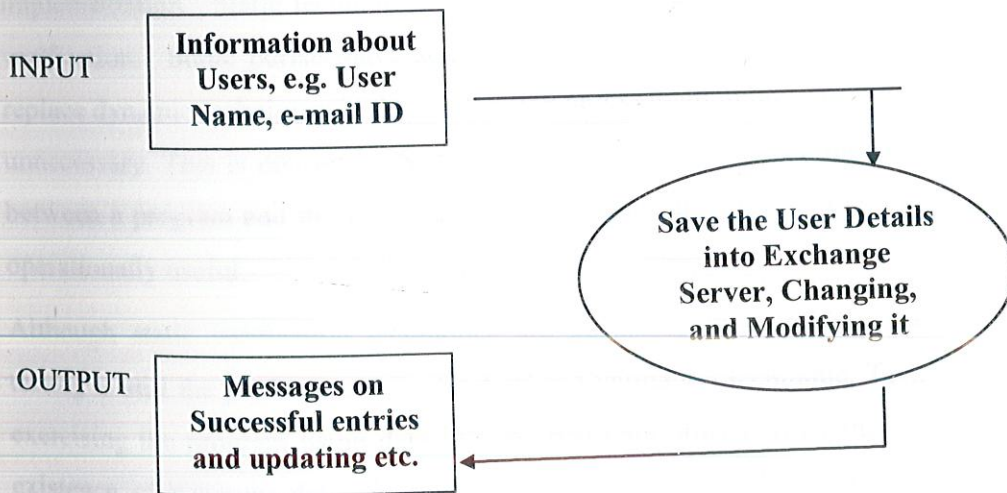 INPUT
Information about
Users, e.g. User
Name, e-mail ID
Save the User Details
into Exchange
Server, Changing,
and Modifying it
OUTPUT
Messages on
Successful entries
and updating etc.